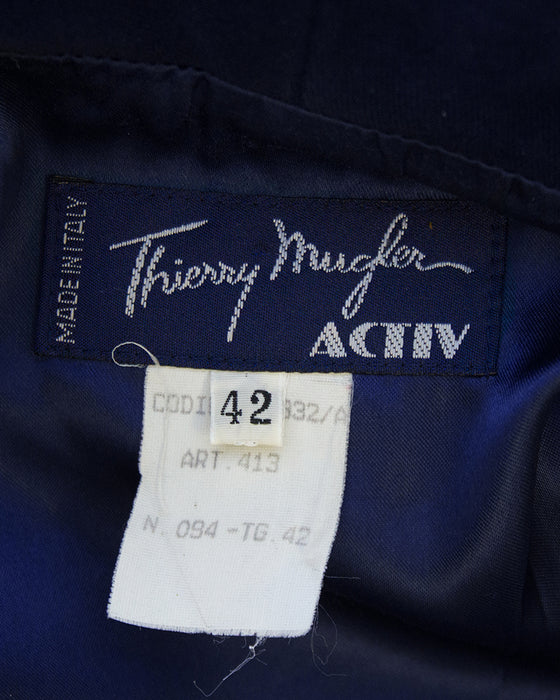 MADE IN ITALY
Thierry Mugler
ACTIV
42
ART.413
N. 094 -TG.42